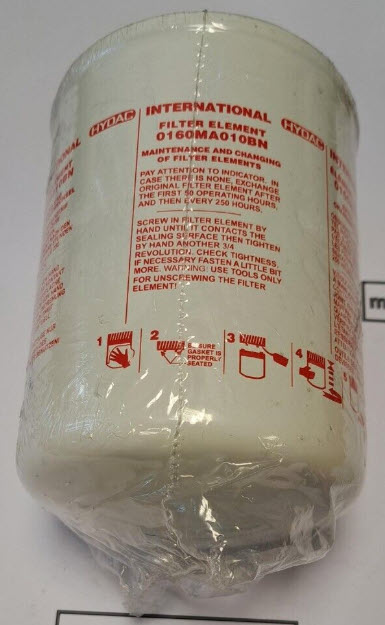 HYDAC INTERNATIONAL HYDAC
FILTER ELEMENT
0160MA010BN
MAINTENANCE AND CHANGING
OF FILTER ELEMENTS
PAY ATTENTION TO INDICATOR. IN
CASE THERE IS NONE, EXCHANGE
ORIGINAL FILTER ELEMENT AFTER
THE FIRST 50 OPERATING HOURS,
AND THEN EVERY 250 HOURS.
SCREW IN FILTER ELEMENT BY
HAND UNTIL IT CONTACTS THE
SEALING SURFACE THEN TIGHTEN
BY HAND ANOTHER 3/4
REVOLUTION. CHECK TIGHTNESS
IF NECESSARY FASTEN A LITTLE BIT
MORE. WARNING: USE TOOLS ONLY
FOR UNSCREWING THE FILTER
ELEMENT!
1 2 3 4
BE SURE
GASKET IS
PROPERLY
SEATED
m